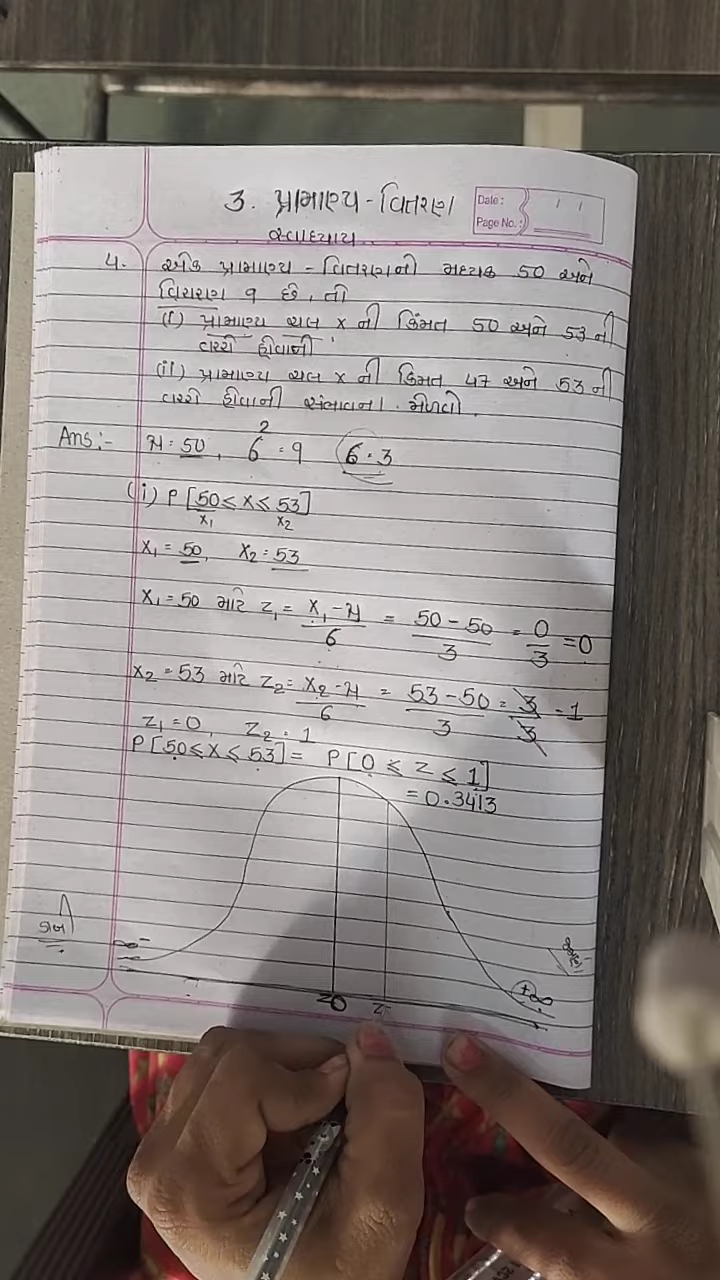 3. પ્રામાણ્ય - વિતરણ
Date : / /
Page No. :
સ્વાધ્યાય
4. એક પ્રામાણ્ય - વિતરણનો મધ્યક 50 અને
વિચરણ 9 છે, તો
(i) પ્રામાણ્ય ચલ x ની કિંમત 50 અને 53 ની
વચ્ચે હોવાની
(ii) પ્રામાણ્ય ચલ x ની કિંમત 47 અને 53 ની
વચ્ચે હોવાની સંભાવના મેળવો.
Ans :- μ = 50, σ² = 9 σ = 3
(i) P [50 ≤ x ≤ 53]
x₁ x₂
x₁ = 50, x₂ = 53
x₁ = 50 માટે z₁ = x₁ - μ / σ = 50 - 50 / 3 = 0 / 3 = 0
x₂ = 53 માટે z₂ = x₂ - μ / σ = 53 - 50 / 3 = 3 / 3 = 1
z₁ = 0, z₂ = 1
P [50 ≤ x ≤ 53] = P [0 ≤ z ≤ 1]
= 0.3413
-∞ +∞
z0 z